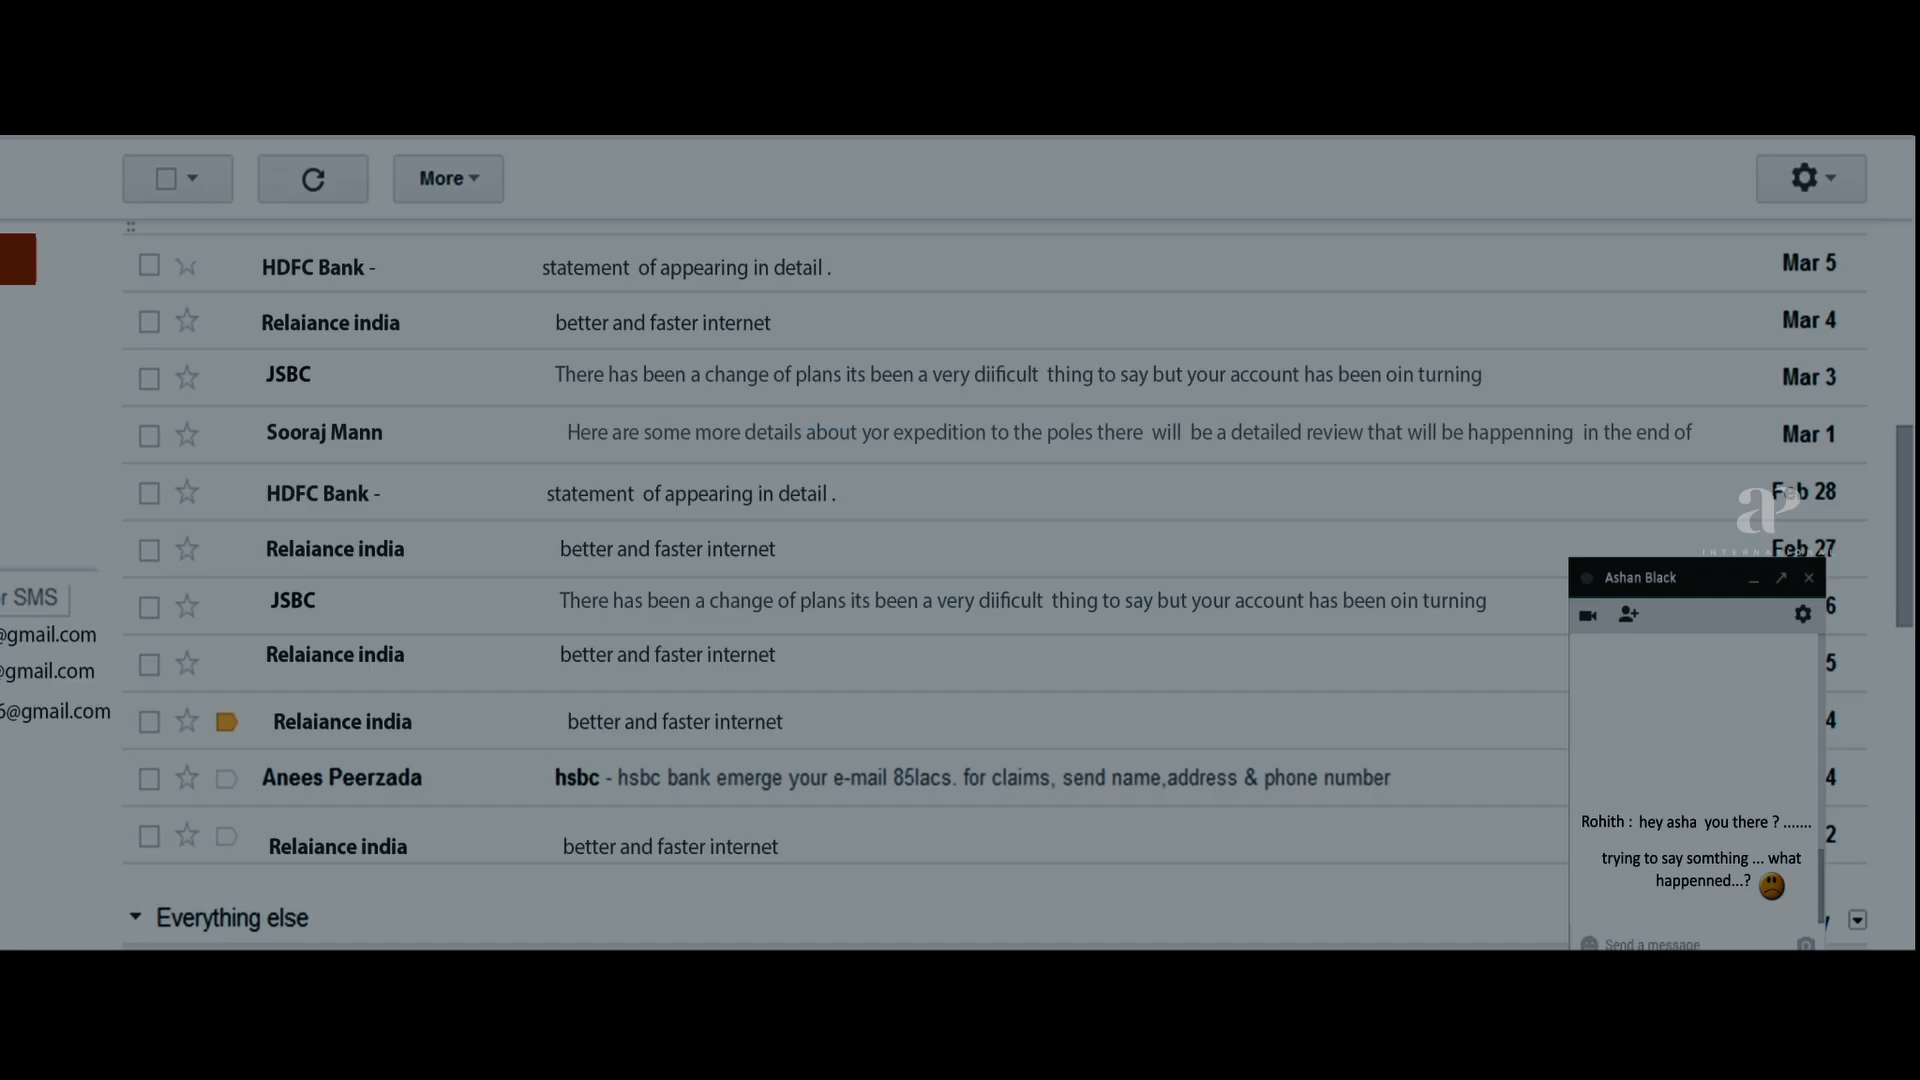 More
HDFC Bank - statement of appearing in detail . Mar 5
Relaiance india better and faster internet Mar 4
JSBC There has been a change of plans its been a very diificult thing to say but your account has been oin turning Mar 3
Sooraj Mann Here are some more details about yor expedition to the poles there will be a detailed review that will be happenning in the end of Mar 1
HDFC Bank - statement of appearing in detail . Feb 28
Relaiance india better and faster internet Feb 27
JSBC There has been a change of plans its been a very diificult thing to say but your account has been oin turning 6
Relaiance india better and faster internet 5
Relaiance india better and faster internet 4
Anees Peerzada hsbc - hsbc bank emerge your e-mail 85lacs. for claims, send name,address & phone number 4
Relaiance india better and faster internet 2
Everything else
r SMS
@gmail.com
@gmail.com
6@gmail.com
ap
INTERNATIONAL
Ashan Black
Rohith : hey asha you there ? .......
trying to say somthing ... what
happenned...?
Send a message